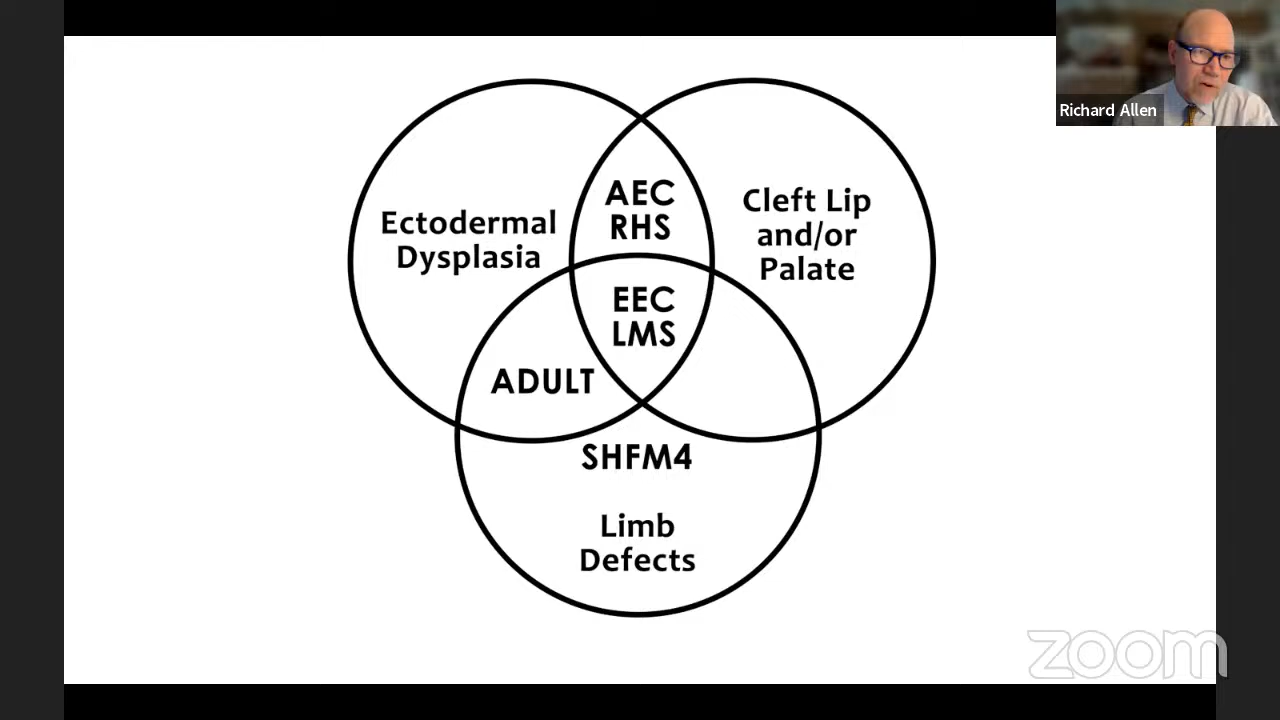 Richard Allen
AEC
RHS
Cleft Lip
and/or
Palate
Ectodermal
Dysplasia
EEC
LMS
ADULT
SHFM4
Limb
Defects
zoom